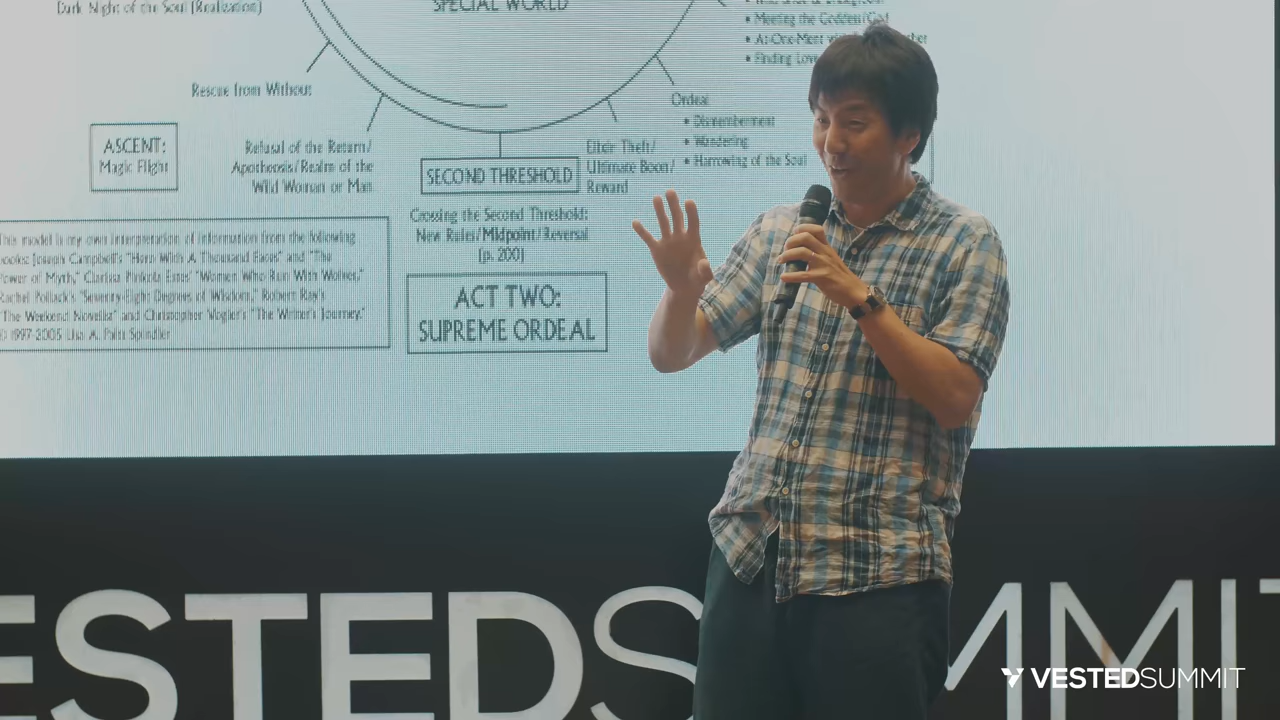 Dark Night of the Soul (Realization)
SPECIAL WORLD
• Meeting the Goddess/God
• At-One-Ment
• Finding Love
Rescue from Without
Ordeal
• Dismemberment
• Wandering
• Harrowing of the Soul
ASCENT:
Magic Flight
Refusal of the Return/
Apotheosis/Realm of the
Wild Woman or Man
SECOND THRESHOLD
Elixir Theft/
Ultimate Boon/
Reward
Crossing the Second Threshold:
New Rules/Midpoint/Reversal
(p. 200)
ACT TWO:
SUPREME ORDEAL
This model is my own interpretation of information from the following
books: Joseph Campbell's "Hero With A Thousand Faces" and "The
Power of Myth," Clarissa Pinkola Estes' "Women Who Run With Wolves,"
Rachel Pollack's "Seventy-Eight Degrees of Wisdom," Robert Ray's
"The Weekend Novelist" and Christopher Vogler's "The Writer's Journey."
© 1997-2005 Lisa A. Paitz Spindler
ESTEDS MMIT
VESTEDSUMMIT